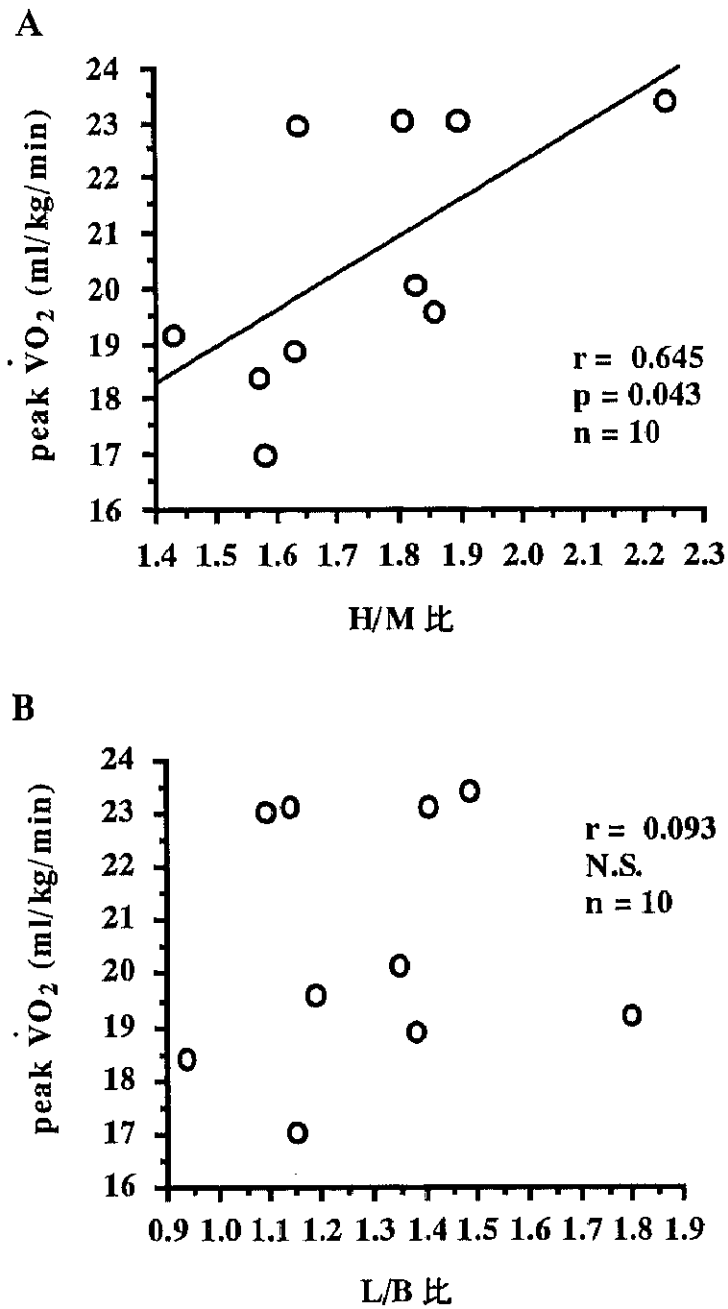 A
peak V̇O₂ (ml/kg/min)
24
23
22
21
20
19
18
17
16
r = 0.645
p = 0.043
n = 10
1.4 1.5 1.6 1.7 1.8 1.9 2.0 2.1 2.2 2.3
H/M 比
B
peak V̇O₂ (ml/kg/min)
24
23
22
21
20
19
18
17
16
r = 0.093
N.S.
n = 10
0.9 1.0 1.1 1.2 1.3 1.4 1.5 1.6 1.7 1.8 1.9
L/B 比